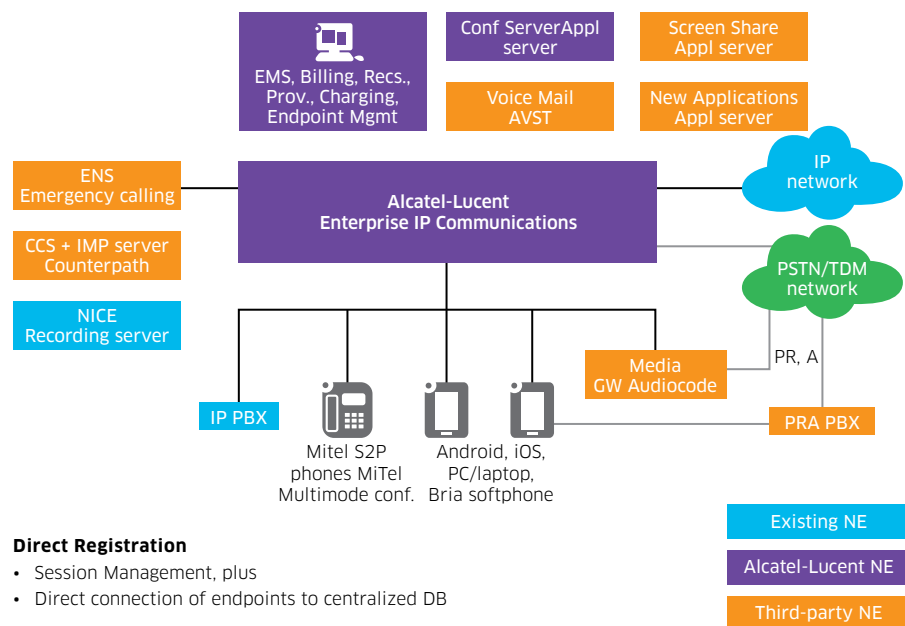 EMS, Billing, Recs.,
Prov., Charging,
Endpoint Mgmt
Conf ServerAppl
server
Screen Share
Appl server
Voice Mail
AVST
New Applications
Appl server
ENS
Emergency calling
Alcatel-Lucent
Enterprise IP Communications
IP
network
CCS + IMP server
Counterpath
PSTN/TDM
network
NICE
Recording server
Media
GW Audiocode
PR, A
IP PBX
PRA PBX
Mitel S2P
phones MiTel
Multimode conf.
Android, iOS,
PC/laptop,
Bria softphone
Direct Registration
• Session Management, plus
• Direct connection of endpoints to centralized DB
Existing NE
Alcatel-Lucent NE
Third-party NE